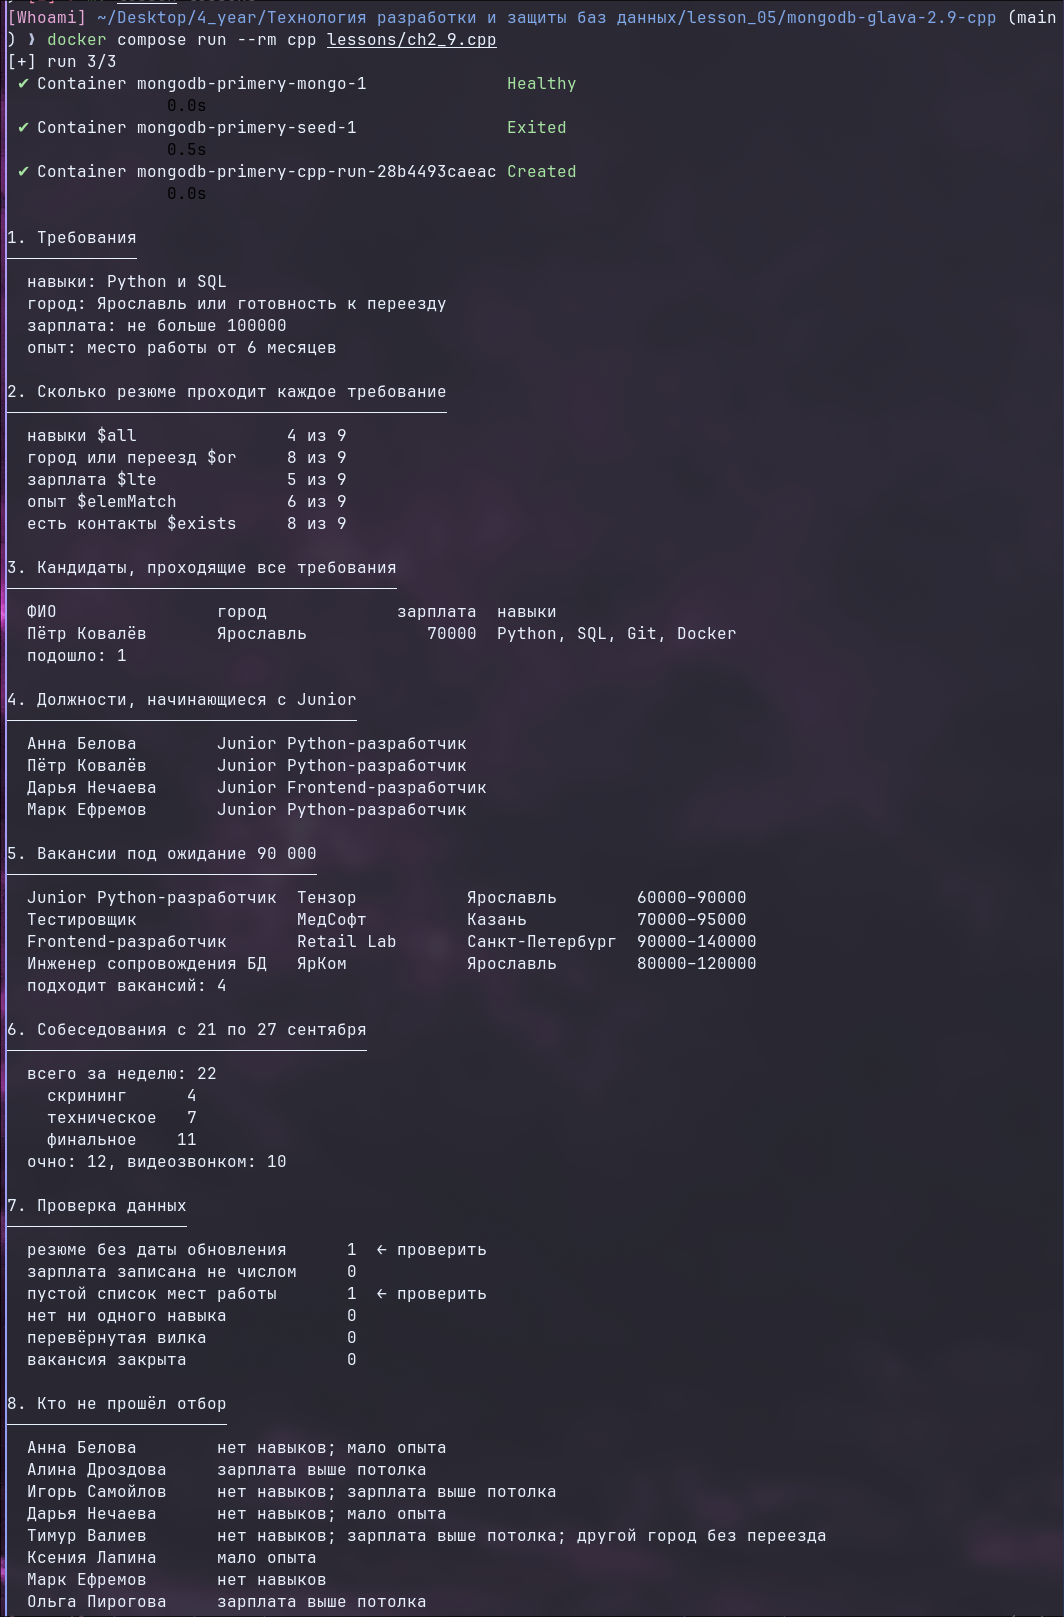 [Whoami] ~/Desktop/4_year/Технология разработки и защиты баз данных/lesson_05/mongodb-glava-2.9-cpp (main
) ❯ docker compose run --rm cpp lessons/ch2_9.cpp
[+] run 3/3
✔ Container mongodb-primery-mongo-1 Healthy
0.0s
✔ Container mongodb-primery-seed-1 Exited
0.5s
✔ Container mongodb-primery-cpp-run-28b4493caeac Created
0.0s
1. Требования
навыки: Python и SQL
город: Ярославль или готовность к переезду
зарплата: не больше 100000
опыт: место работы от 6 месяцев
2. Сколько резюме проходит каждое требование
навыки $all 4 из 9
город или переезд $or 8 из 9
зарплата $lte 5 из 9
опыт $elemMatch 6 из 9
есть контакты $exists 8 из 9
3. Кандидаты, проходящие все требования
ФИО город зарплата навыки
Пётр Ковалёв Ярославль 70000 Python, SQL, Git, Docker
подошло: 1
4. Должности, начинающиеся с Junior
Анна Белова Junior Python-разработчик
Пётр Ковалёв Junior Python-разработчик
Дарья Нечаева Junior Frontend-разработчик
Марк Ефремов Junior Python-разработчик
5. Вакансии под ожидание 90 000
Junior Python-разработчик Тензор Ярославль 60000–90000
Тестировщик МедСофт Казань 70000–95000
Frontend-разработчик Retail Lab Санкт-Петербург 90000–140000
Инженер сопровождения БД ЯрКом Ярославль 80000–120000
подходит вакансий: 4
6. Собеседования с 21 по 27 сентября
всего за неделю: 22
скрининг 4
техническое 7
финальное 11
очно: 12, видеозвонком: 10
7. Проверка данных
резюме без даты обновления 1 ← проверить
зарплата записана не числом 0
пустой список мест работы 1 ← проверить
нет ни одного навыка 0
перевёрнутая вилка 0
вакансия закрыта 0
8. Кто не прошёл отбор
Анна Белова нет навыков; мало опыта
Алина Дроздова зарплата выше потолка
Игорь Самойлов нет навыков; зарплата выше потолка
Дарья Нечаева нет навыков; мало опыта
Тимур Валиев нет навыков; зарплата выше потолка; другой город без переезда
Ксения Лапина мало опыта
Марк Ефремов нет навыков
Ольга Пирогова зарплата выше потолка